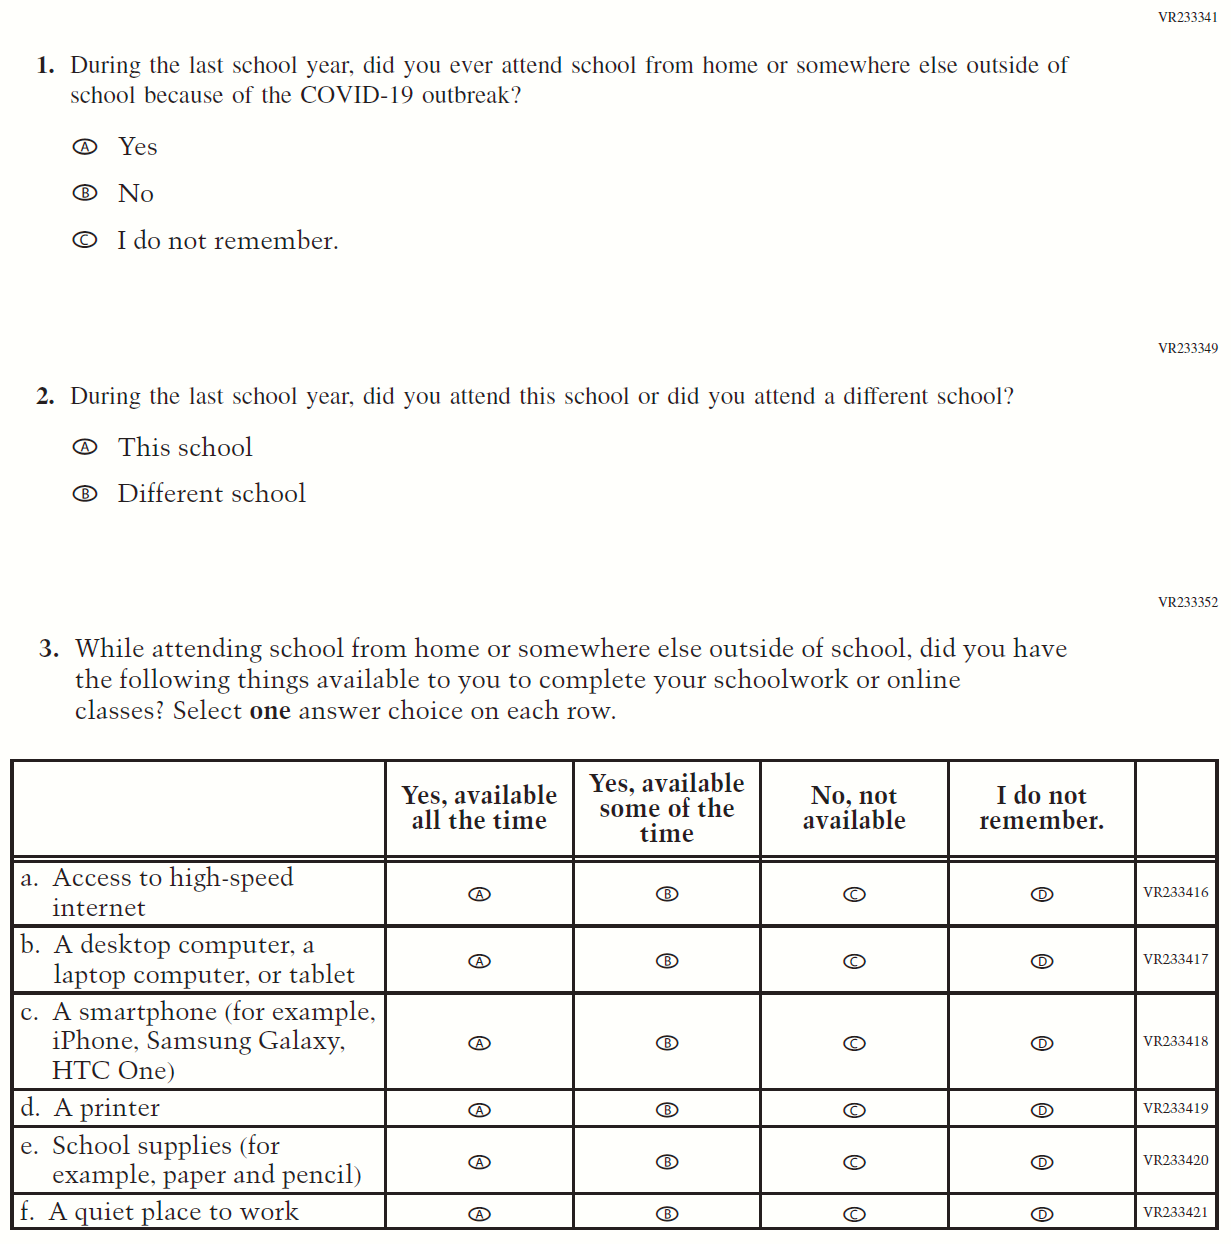 VR233341
1. During the last school year, did you ever attend school from home or somewhere else outside of
school because of the COVID-19 outbreak?
A Yes
B No
C I do not remember.
VR233349
2. During the last school year, did you attend this school or did you attend a different school?
A This school
B Different school
VR233352
3. While attending school from home or somewhere else outside of school, did you have
the following things available to you to complete your schoolwork or online
classes? Select one answer choice on each row.
Yes, available
all the time
Yes, available
some of the
time
No, not
available
I do not
remember.
a. Access to high-speed
internet
A B C D VR233416
b. A desktop computer, a
laptop computer, or tablet
A B C D VR233417
c. A smartphone (for example,
iPhone, Samsung Galaxy,
HTC One)
A B C D VR233418
d. A printer A B C D VR233419
e. School supplies (for
example, paper and pencil)
A B C D VR233420
f. A quiet place to work A B C D VR233421